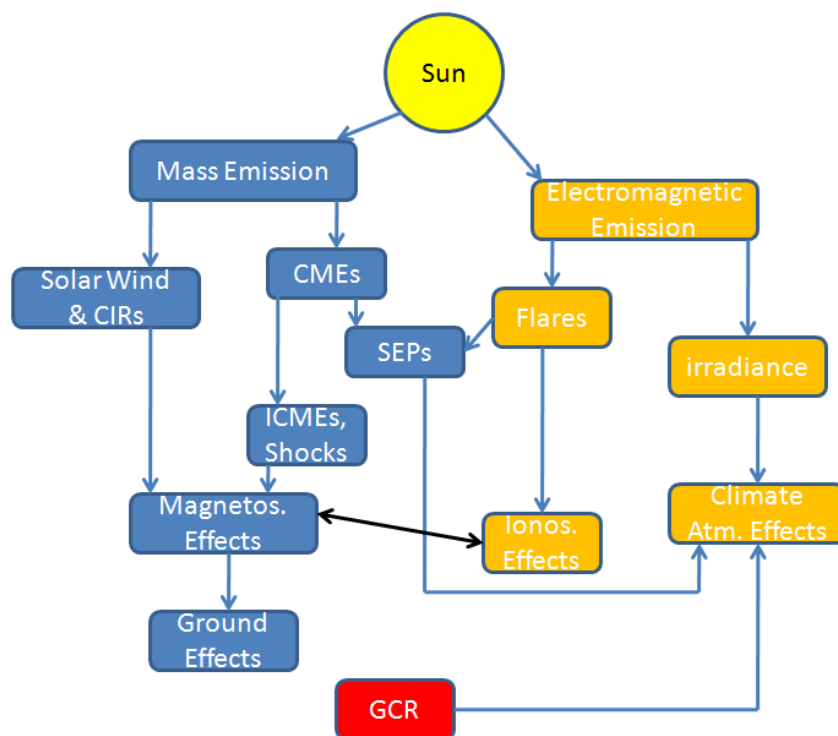 Sun
Mass Emission
Electromagnetic
Emission
Solar Wind
& CIRs
CMEs
Flares
SEPs
irradiance
ICMEs,
Shocks
Magnetos.
Effects
Ionos.
Effects
Climate
Atm. Effects
Ground
Effects
GCR